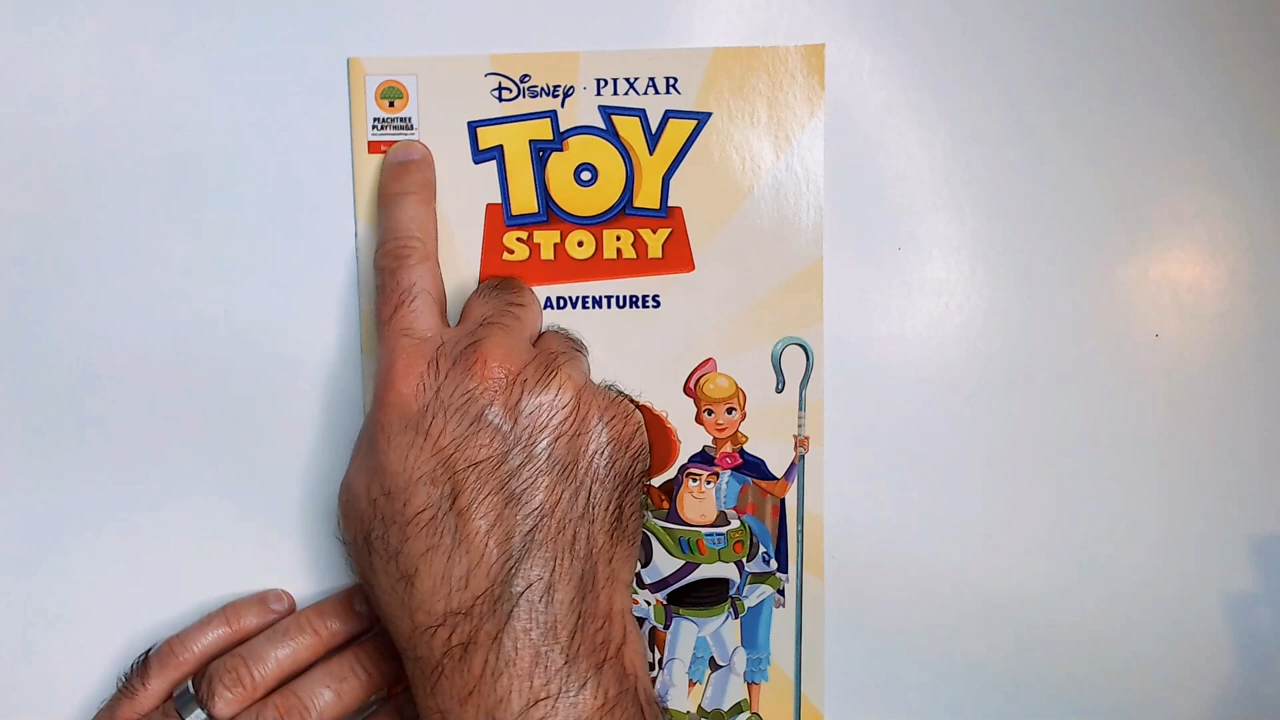 Disney · PIXAR
TOY
STORY
ADVENTURES
PEACHTREE
PLAYTHINGS